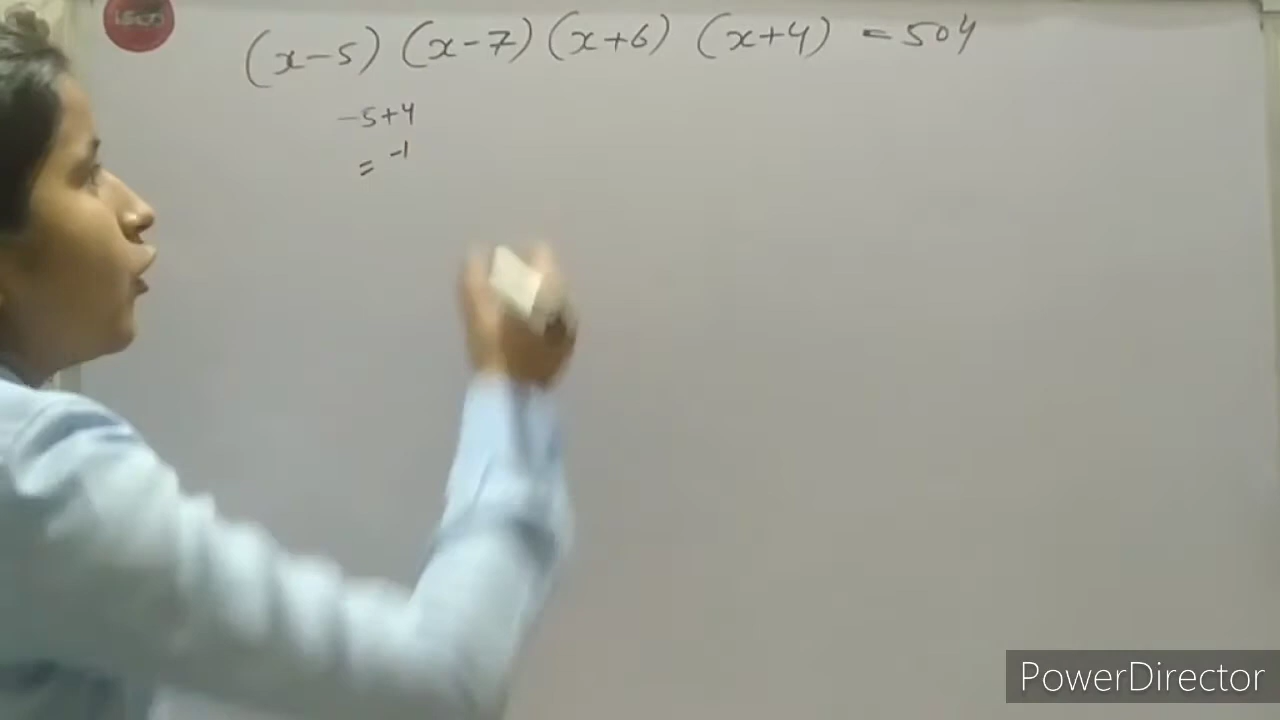 (x-5) (x-7) (x+6) (x+4) = 504
-5+4
= -1
PowerDirector